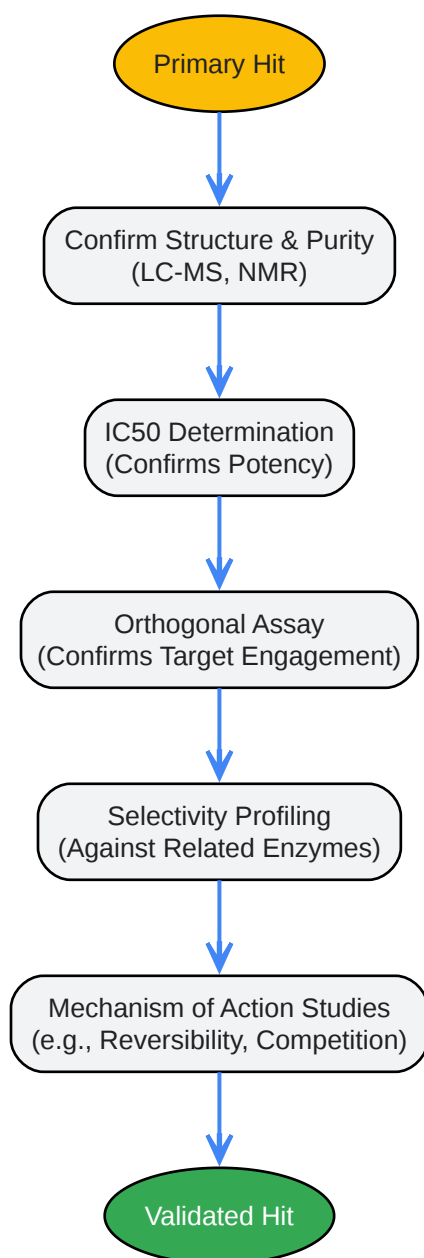 Primary Hit
Confirm Structure & Purity
(LC-MS, NMR)
IC50 Determination
(Confirms Potency)
Orthogonal Assay
(Confirms Target Engagement)
Selectivity Profiling
(Against Related Enzymes)
Mechanism of Action Studies
(e.g., Reversibility, Competition)
Validated Hit